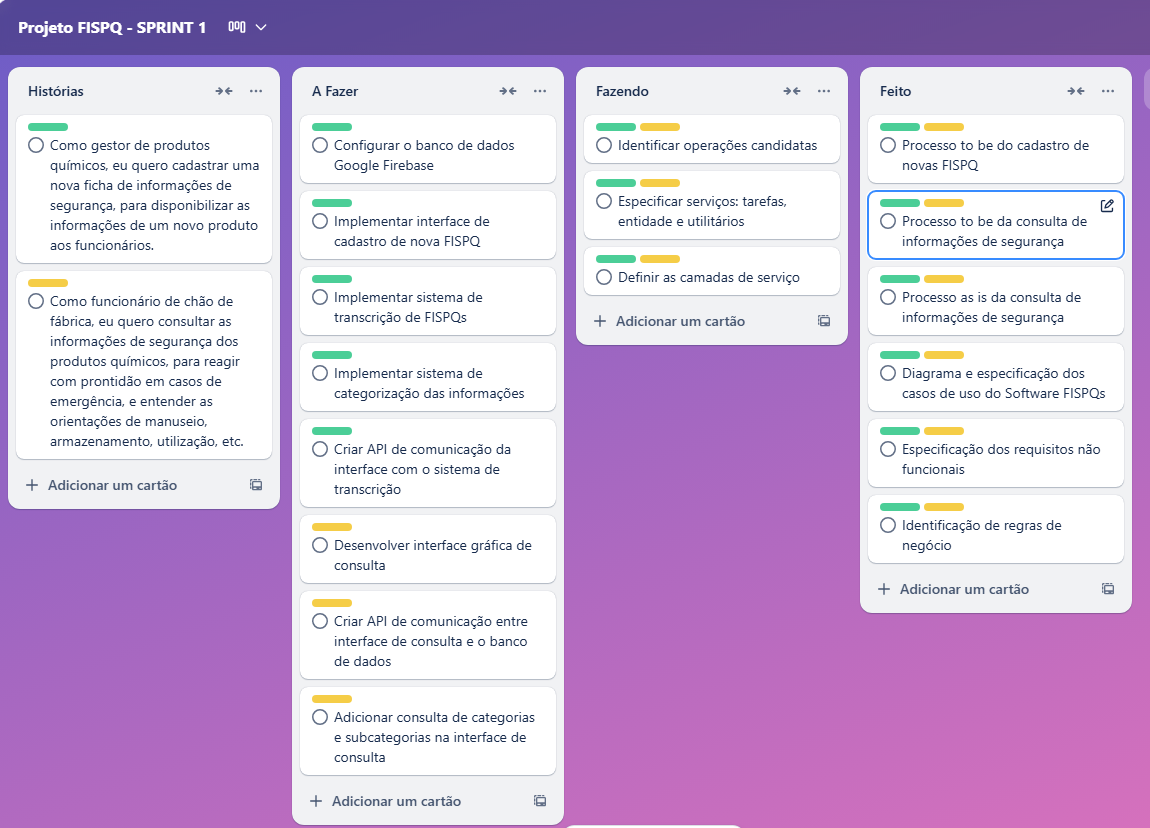 Projeto FISPQ - SPRINT 1
Histórias
Como gestor de produtos
químicos, eu quero cadastrar uma
nova ficha de informações de
segurança, para disponibilizar as
informações de um novo produto
aos funcionários.
Como funcionário de chão de
fábrica, eu quero consultar as
informações de segurança dos
produtos químicos, para reagir
com prontidão em casos de
emergência, e entender as
orientações de manuseio,
armazenamento, utilização, etc.
Adicionar um cartão
A Fazer
Configurar o banco de dados
Google Firebase
Implementar interface de
cadastro de nova FISPQ
Implementar sistema de
transcrição de FISPQs
Implementar sistema de
categorização das informações
Criar API de comunicação da
interface com o sistema de
transcrição
Desenvolver interface gráfica de
consulta
Criar API de comunicação entre
interface de consulta e o banco
de dados
Adicionar consulta de categorias
e subcategorias na interface de
consulta
Adicionar um cartão
Fazendo
Identificar operações candidatas
Especificar serviços: tarefas,
entidade e utilitários
Definir as camadas de serviço
Adicionar um cartão
Feito
Processo to be do cadastro de
novas FISPQ
Processo to be da consulta de
informações de segurança
Processo as is da consulta de
informações de segurança
Diagrama e especificação dos
casos de uso do Software FISPQs
Especificação dos requisitos não
funcionais
Identificação de regras de
negócio
Adicionar um cartão